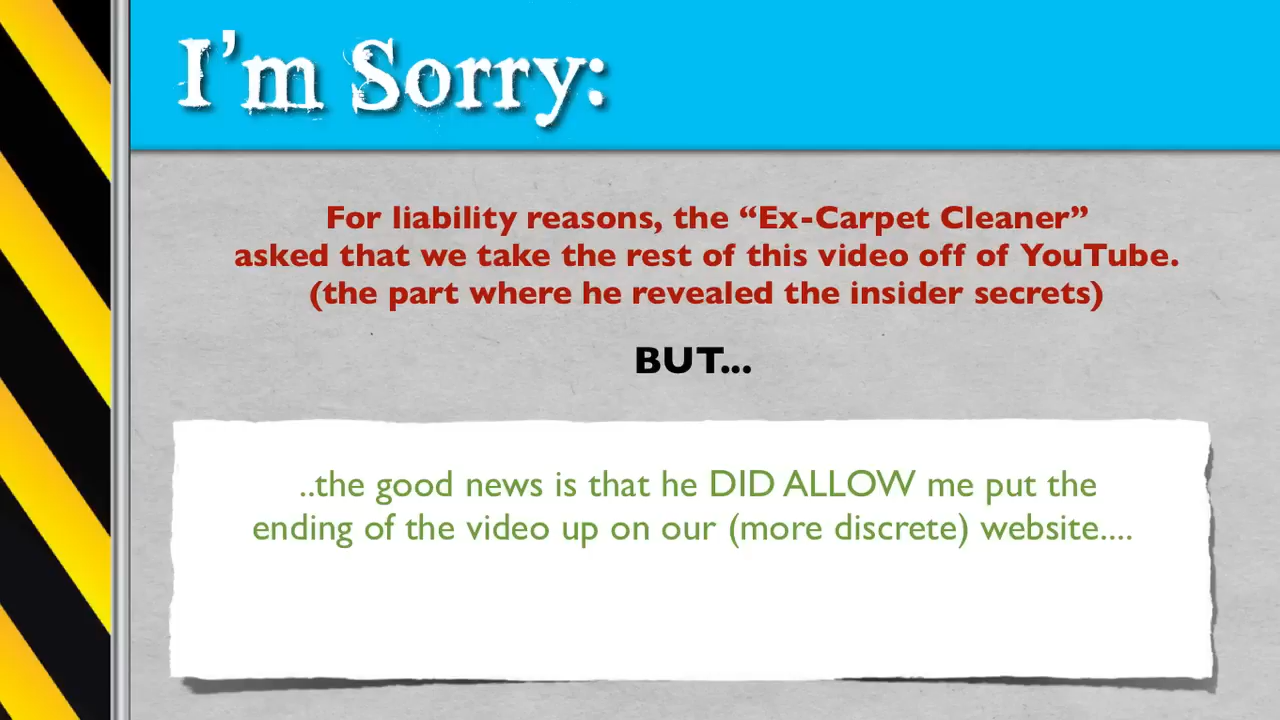 I'm Sorry:
For liability reasons, the “Ex-Carpet Cleaner”
asked that we take the rest of this video off of YouTube.
(the part where he revealed the insider secrets)
BUT...
..the good news is that he DID ALLOW me put the
ending of the video up on our (more discrete) website....